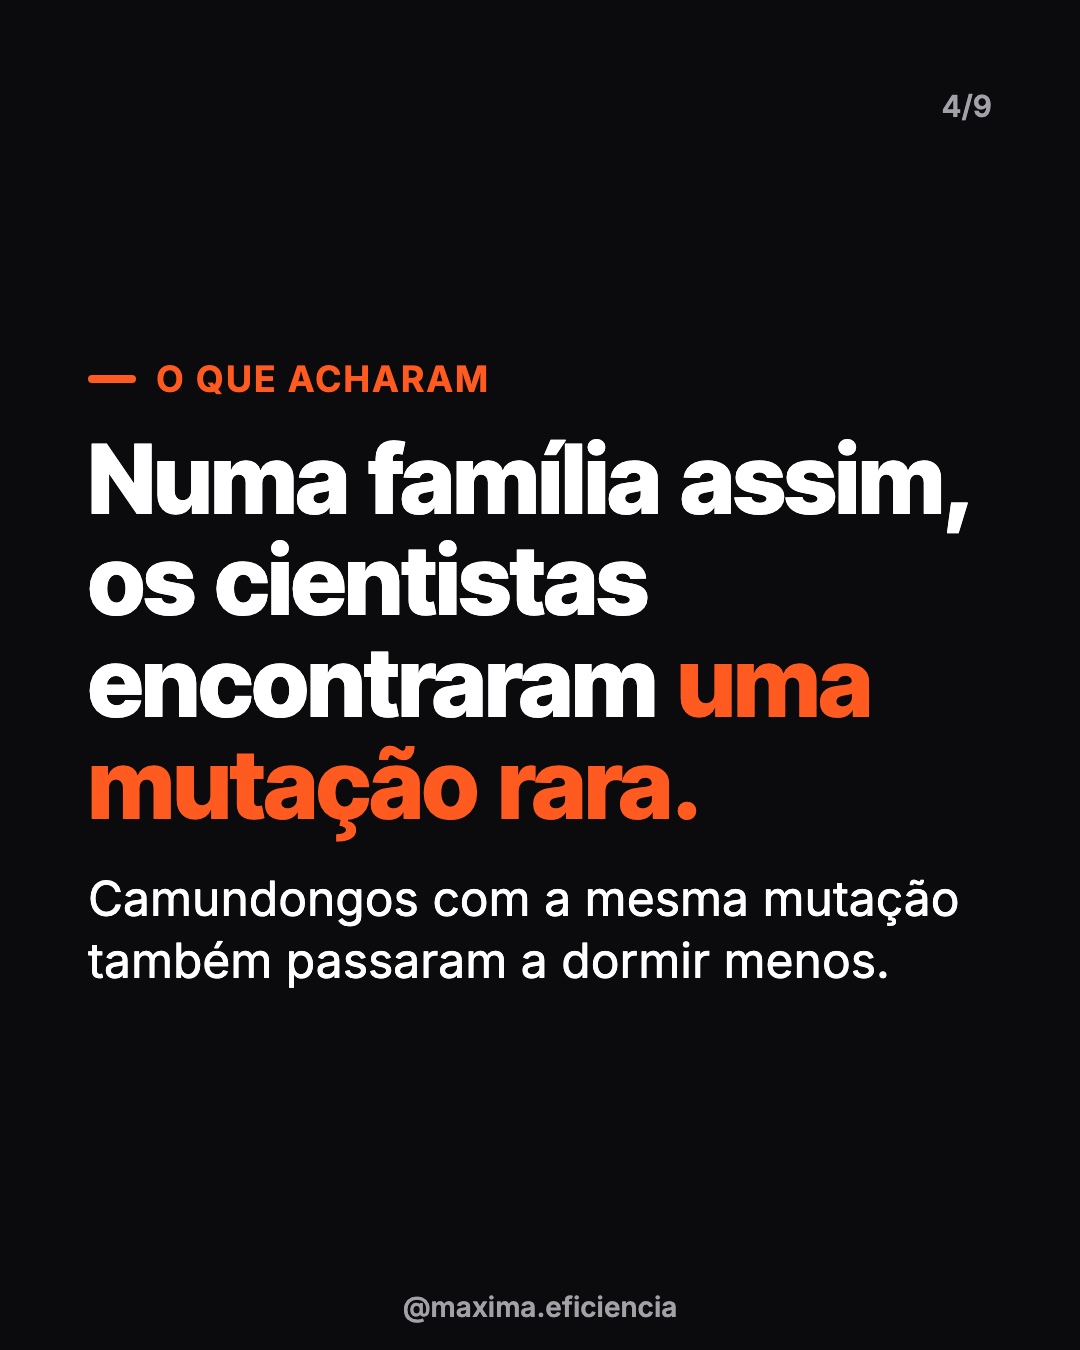 4/9
O QUE ACHARAM
Numa família assim,
os cientistas
encontraram uma
mutação rara.
Camundongos com a mesma mutação
também passaram a dormir menos.
@maxima.eficiencia